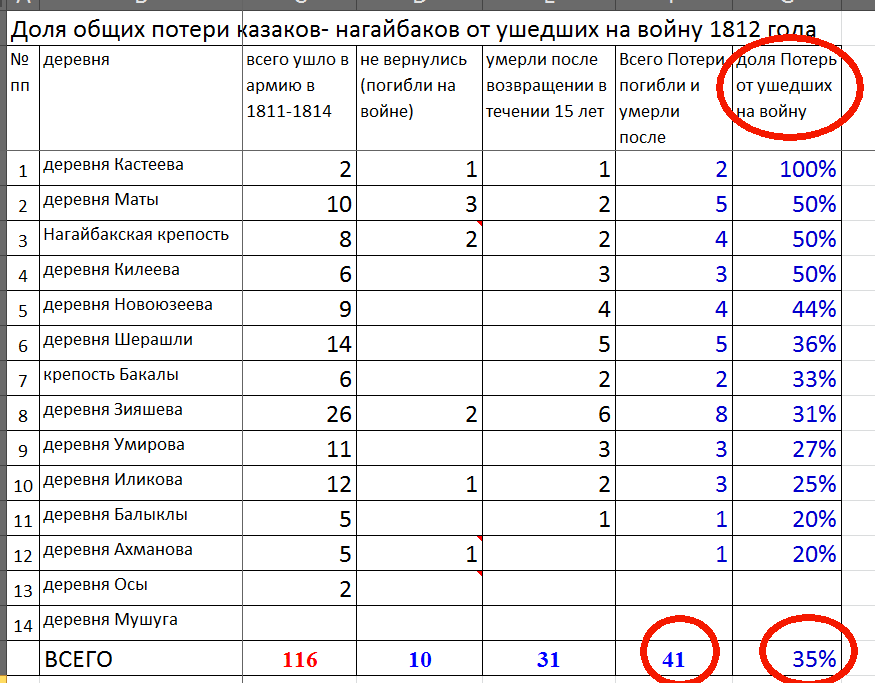 Доля общих потери казаков- нагайбаков от ушедших на войну 1812 года
№ пп деревня всего ушло в армию в 1811-1814 не вернулись (погибли на войне) умерли после возвращении в течении 15 лет Всего Потери погибли и умерли после доля Потерь от ушедших на войну
1 деревня Кастеева 2 1 1 2 100%
2 деревня Маты 10 3 2 5 50%
3 Нагайбакская крепость 8 2 2 4 50%
4 деревня Килеева 6 3 3 50%
5 деревня Новоюзеева 9 4 4 44%
6 деревня Шерашли 14 5 5 36%
7 крепость Бакалы 6 2 2 33%
8 деревня Зияшева 26 2 6 8 31%
9 деревня Умирова 11 3 3 27%
10 деревня Иликова 12 1 2 3 25%
11 деревня Балыклы 5 1 1 20%
12 деревня Ахманова 5 1 1 20%
13 деревня Осы 2
14 деревня Мушуга
ВСЕГО 116 10 31 41 35%